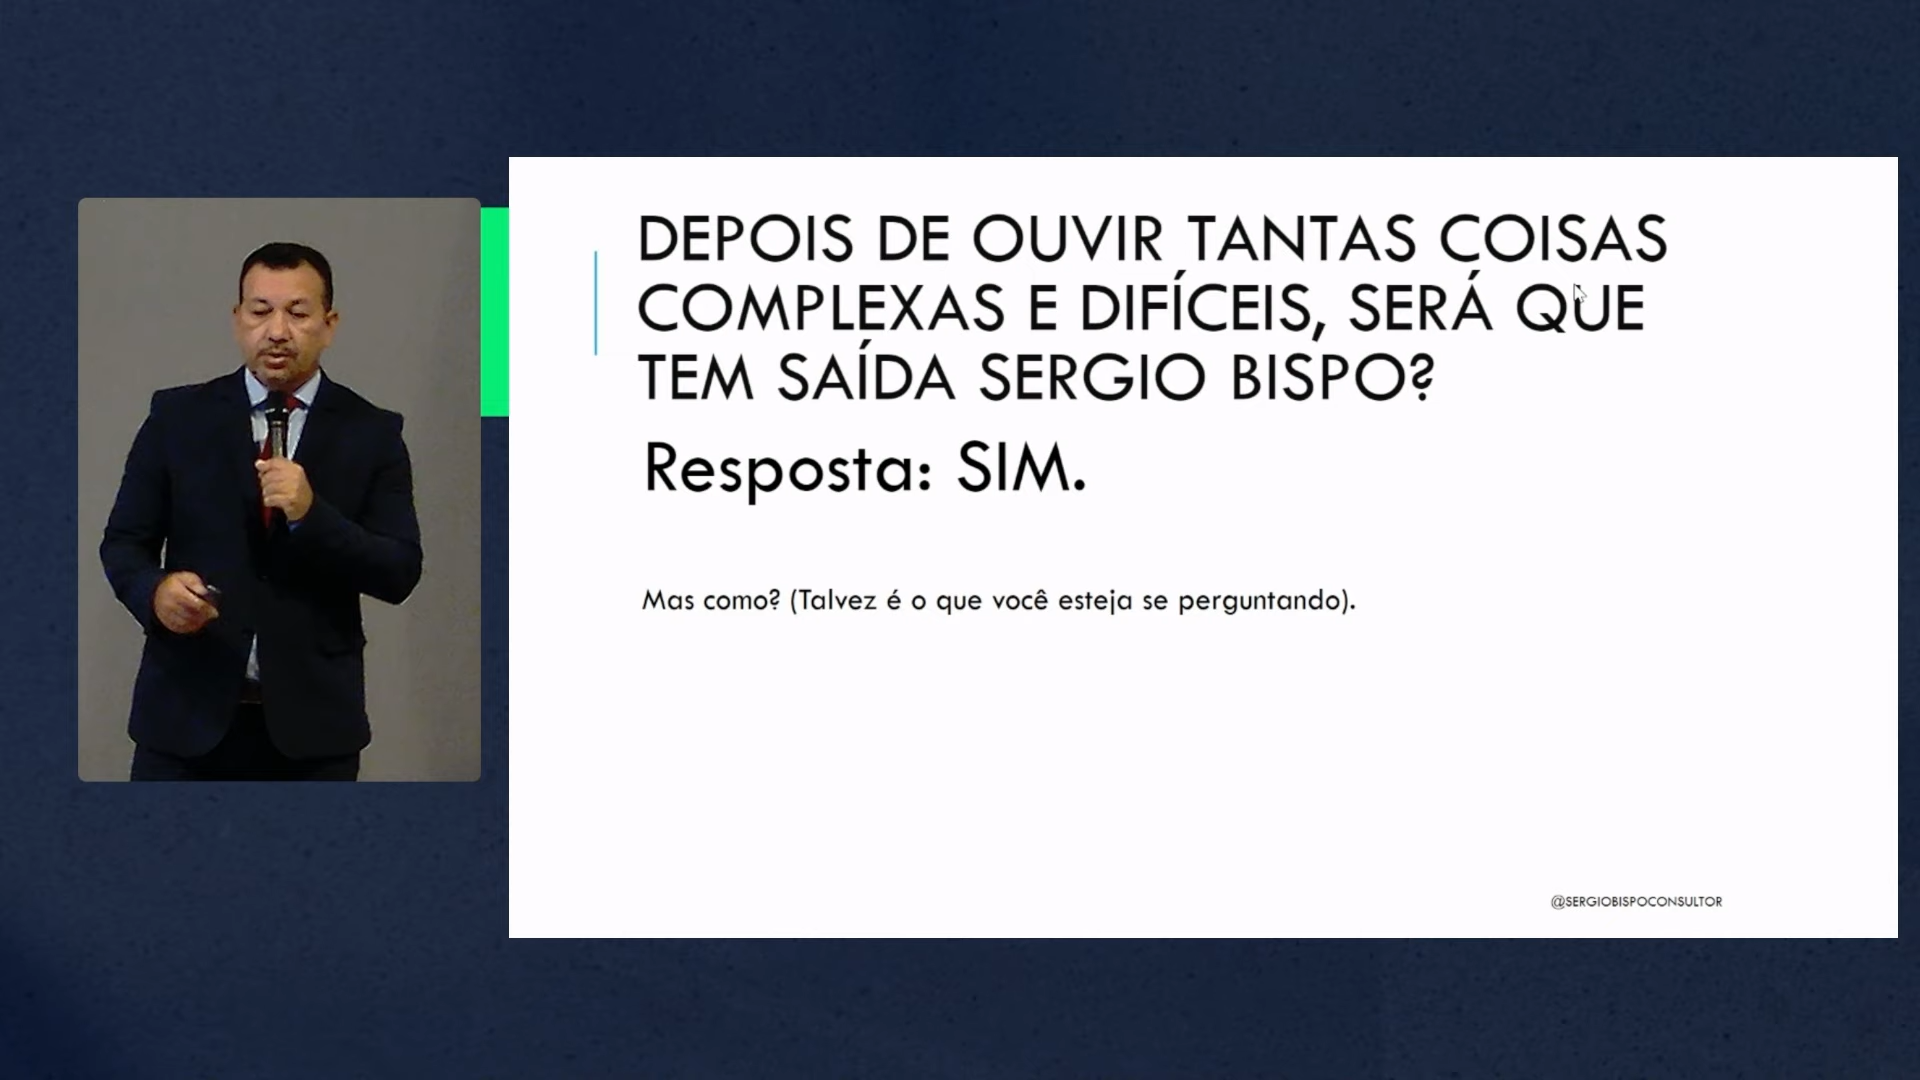 DEPOIS DE OUVIR TANTAS COISAS
COMPLEXAS E DIFÍCEIS, SERÁ QUE
TEM SAÍDA SERGIO BISPO?
Resposta: SIM.
Mas como? (Talvez é o que você esteja se perguntando).
@SERGIOBISPOCONSULTOR